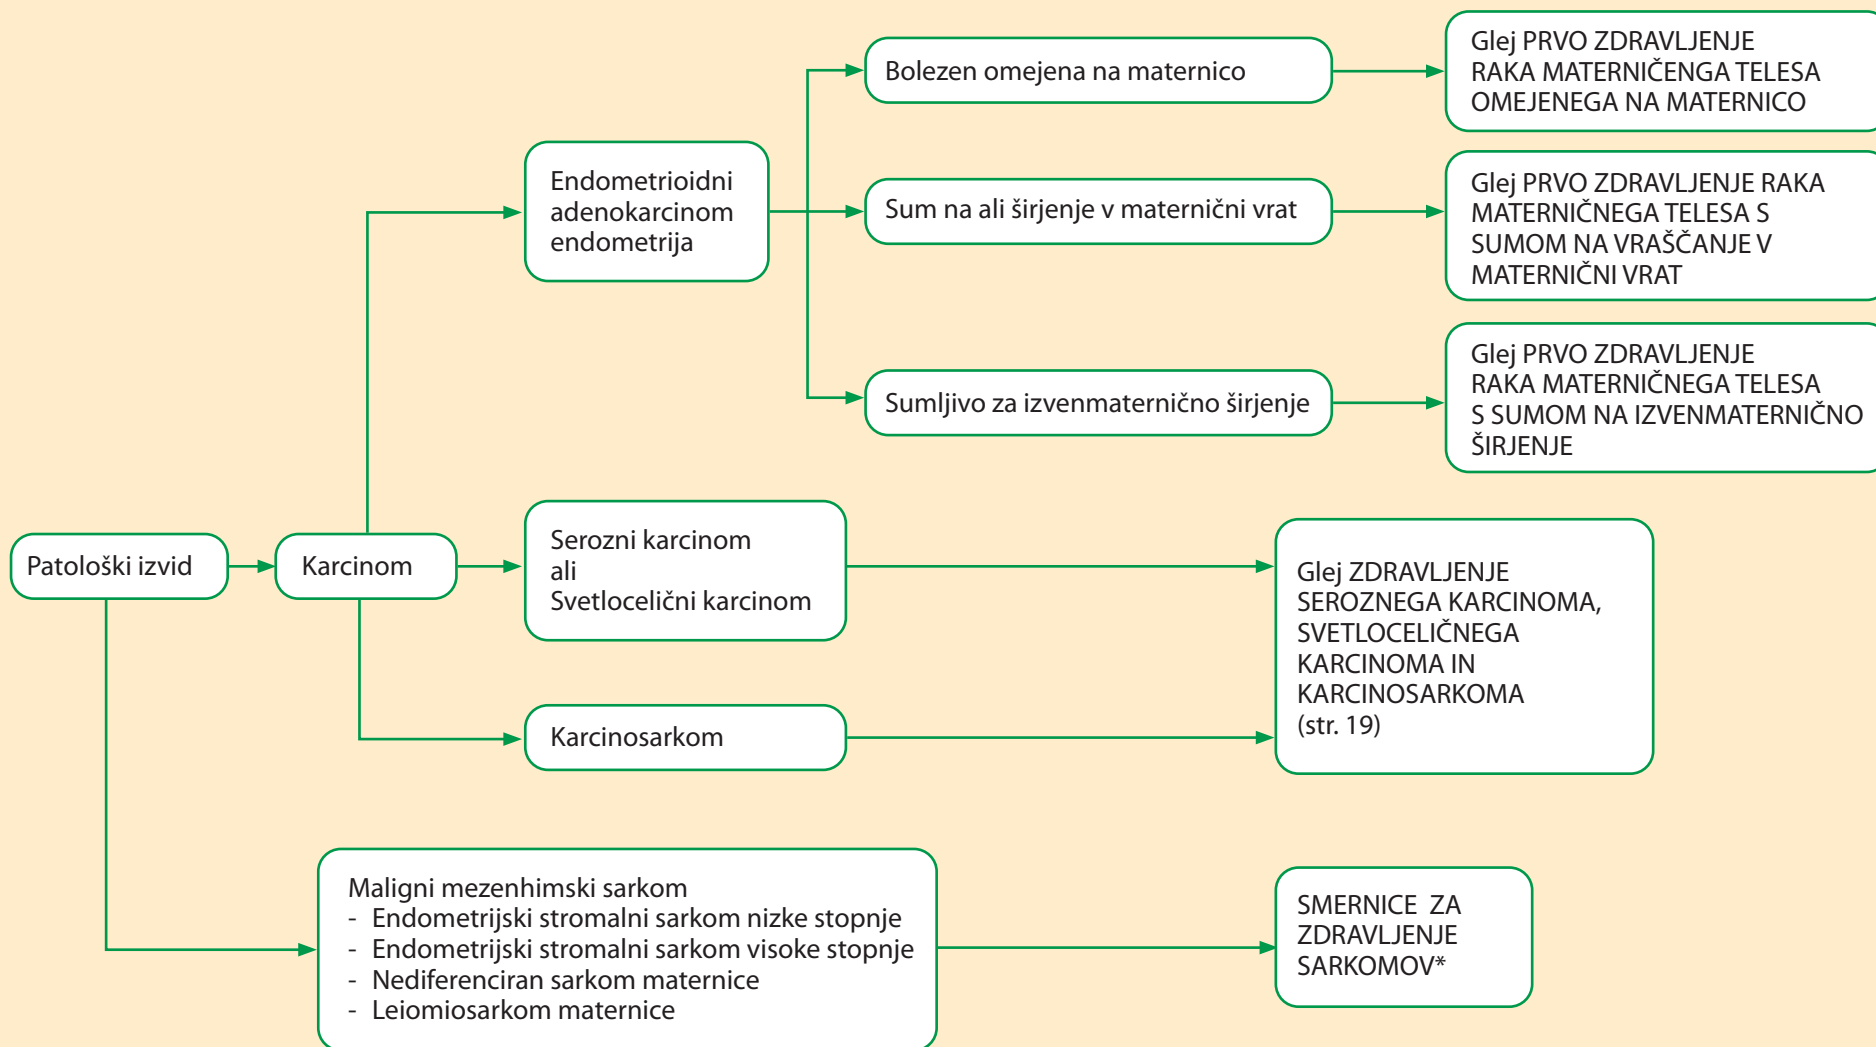 Bolezen omejena na maternico
Glej PRVO ZDRAVLJENJE
RAKA MATERNIČENGA TELESA
OMEJENEGA NA MATERNICO
Endometrioidni
adenokarcinom
endometrija
Sum na ali širjenje v maternični vrat
Glej PRVO ZDRAVLJENJE RAKA
MATERNIČNEGA TELESA S
SUMOM NA VRAŠČANJE V
MATERNIČNI VRAT
Sumljivo za izvenmaternično širjenje
Glej PRVO ZDRAVLJENJE
RAKA MATERNIČNEGA TELESA
S SUMOM NA IZVENMATERNIČNO
ŠIRJENJE
Patološki izvid
Karcinom
Serozni karcinom
ali
Svetlocelični karcinom
Glej ZDRAVLJENJE
SEROZNEGA KARCINOMA,
SVETLOCELIČNEGA
KARCINOMA IN
KARCINOSARKOMA
(str. 19)
Karcinosarkom
Maligni mezenhimski sarkom
- Endometrijski stromalni sarkom nizke stopnje
- Endometrijski stromalni sarkom visoke stopnje
- Nediferenciran sarkom maternice
- Leiomiosarkom maternice
SMERNICE ZA
ZDRAVLJENJE
SARKOMOV*